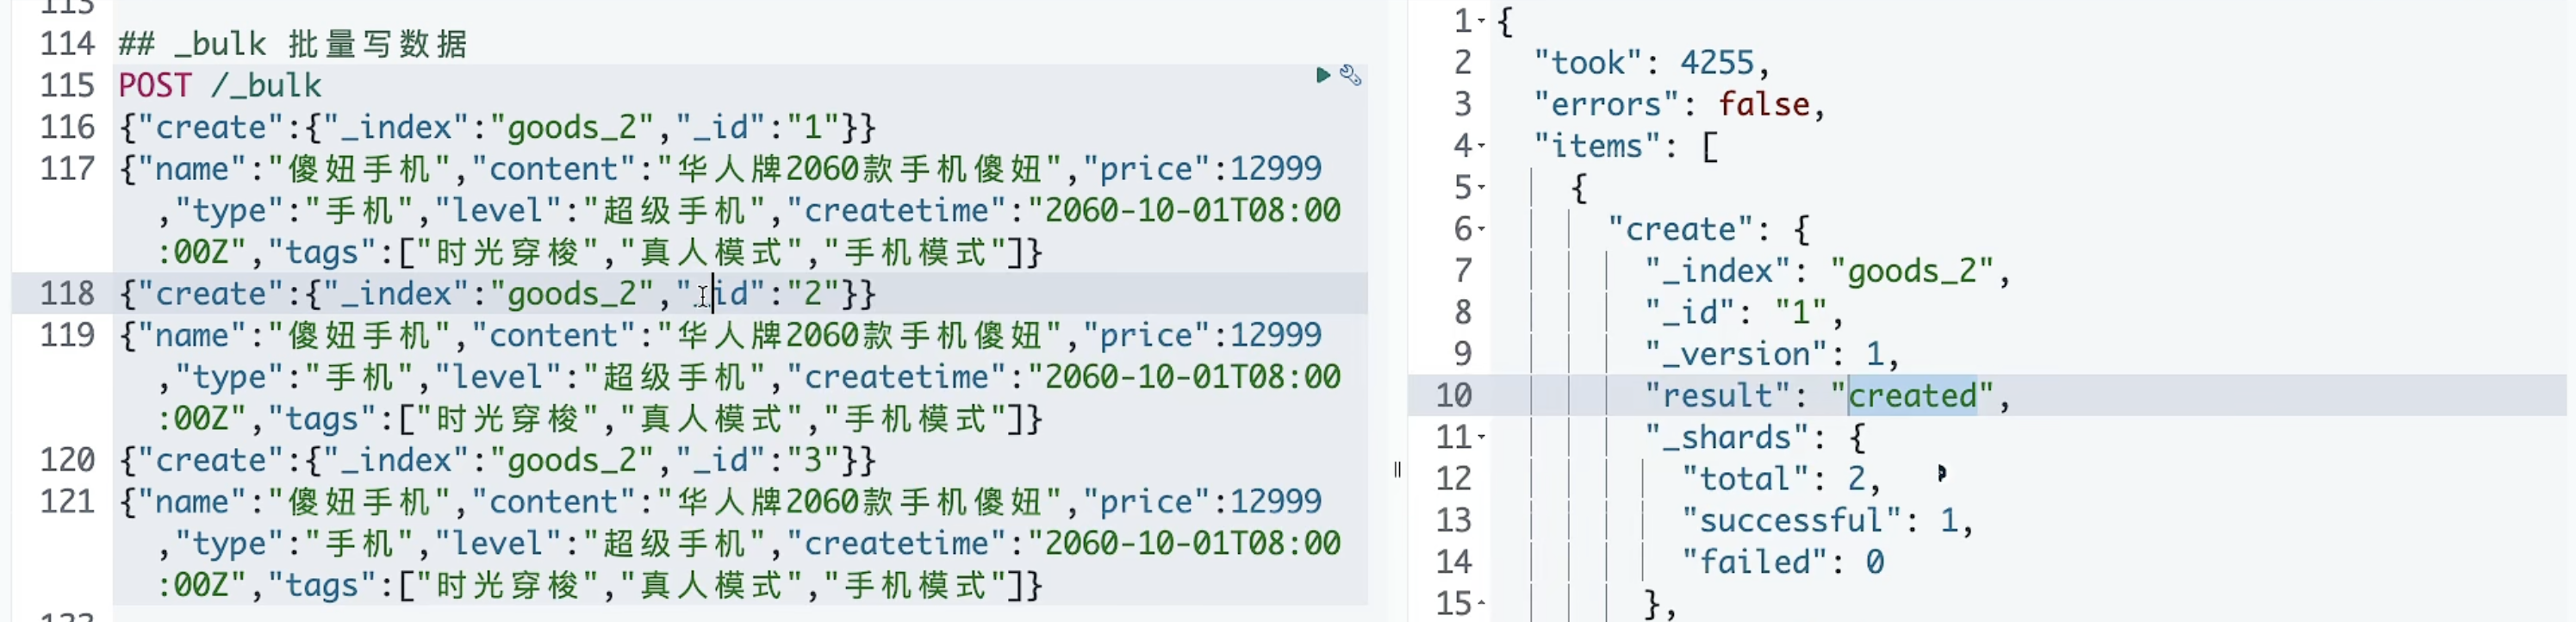 114 ## _bulk 批量写数据
115 POST /_bulk
116 {"create":{"_index":"goods_2","_id":"1"}}
117 {"name":"傻妞手机","content":"华人牌2060款手机傻妞","price":12999
,"type":"手机","level":"超级手机","createtime":"2060-10-01T08:00
:00Z","tags":["时光穿梭","真人模式","手机模式"]}
118 {"create":{"_index":"goods_2","_id":"2"}}
119 {"name":"傻妞手机","content":"华人牌2060款手机傻妞","price":12999
,"type":"手机","level":"超级手机","createtime":"2060-10-01T08:00
:00Z","tags":["时光穿梭","真人模式","手机模式"]}
120 {"create":{"_index":"goods_2","_id":"3"}}
121 {"name":"傻妞手机","content":"华人牌2060款手机傻妞","price":12999
,"type":"手机","level":"超级手机","createtime":"2060-10-01T08:00
:00Z","tags":["时光穿梭","真人模式","手机模式"]}
1 {
2 "took": 4255,
3 "errors": false,
4 "items": [
5 {
6 "create": {
7 "_index": "goods_2",
8 "_id": "1",
9 "_version": 1,
10 "result": "created",
11 "_shards": {
12 "total": 2,
13 "successful": 1,
14 "failed": 0
15 },